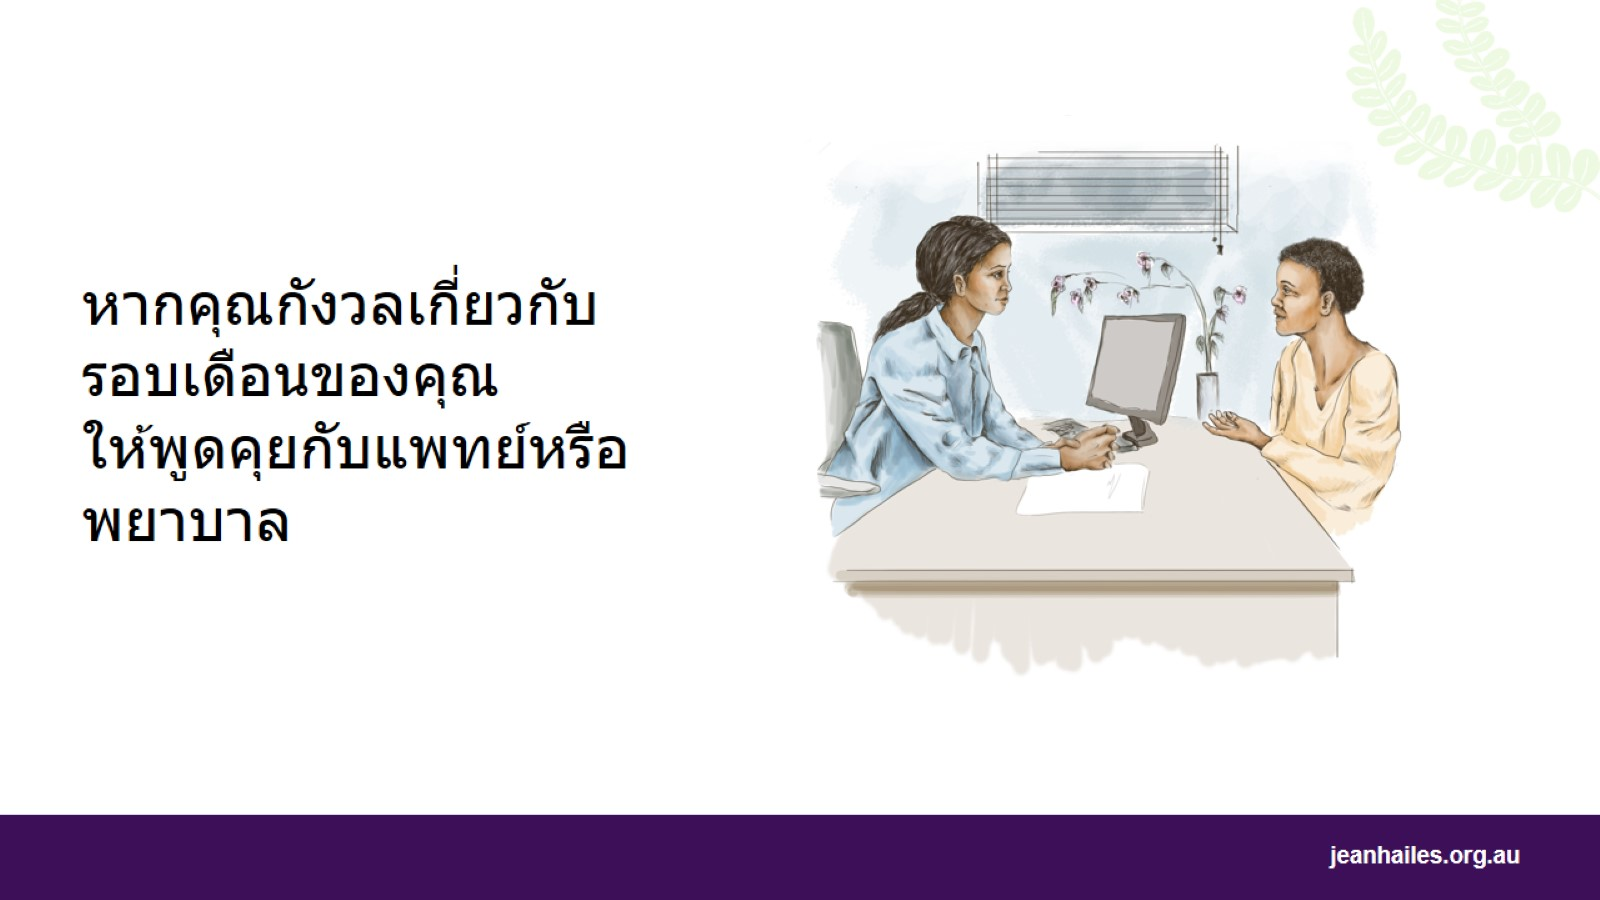 หากคุณกังวลเกี่ยวกับ
รอบเดือนของคุณ
ให้พูดคุยกับแพทย์หรือ
พยาบาล
jeanhailes.org.au